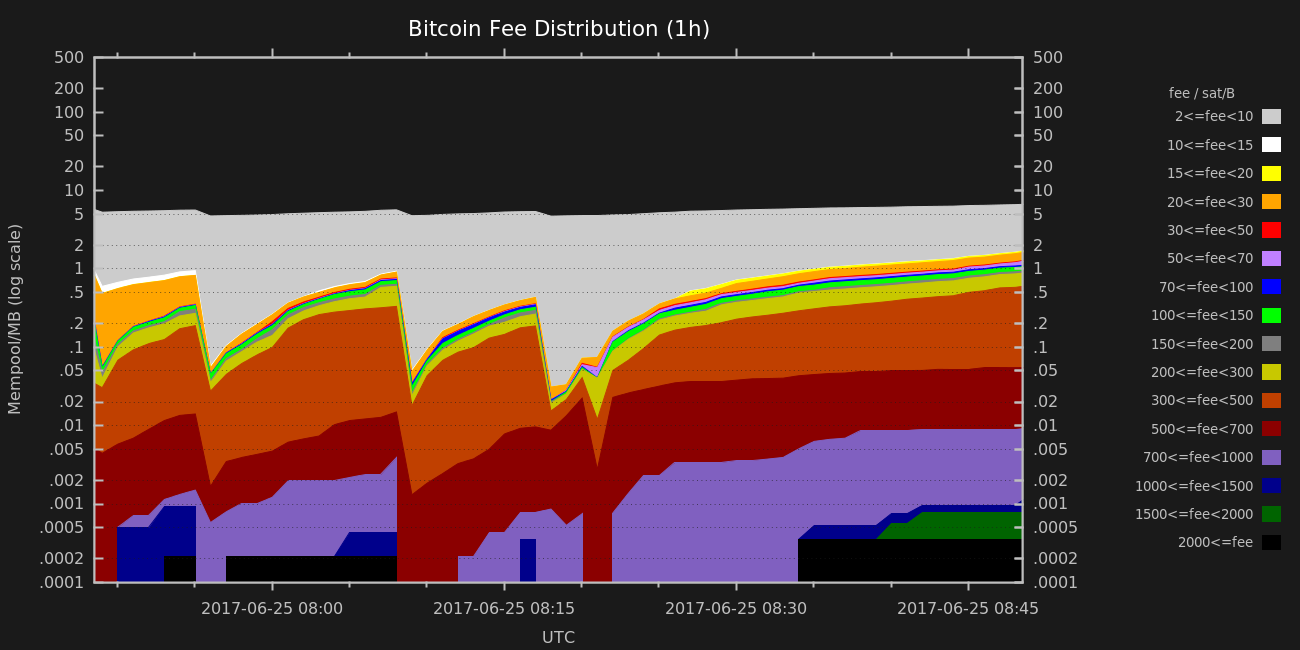 Bitcoin Fee Distribution (1h)
500 500
200 200
100 100
50 50
20 20
10 10
5 5
2 2
1 1
.5 .5
.2 .2
.1 .1
.05 .05
.02 .02
.01 .01
.005 .005
.002 .002
.001 .001
.0005 .0005
.0002 .0002
.0001 .0001
Mempool/MB (log scale)
2017-06-25 08:00 2017-06-25 08:15 2017-06-25 08:30 2017-06-25 08:45
UTC
fee / sat/B
2<=fee<10
10<=fee<15
15<=fee<20
20<=fee<30
30<=fee<50
50<=fee<70
70<=fee<100
100<=fee<150
150<=fee<200
200<=fee<300
300<=fee<500
500<=fee<700
700<=fee<1000
1000<=fee<1500
1500<=fee<2000
2000<=fee